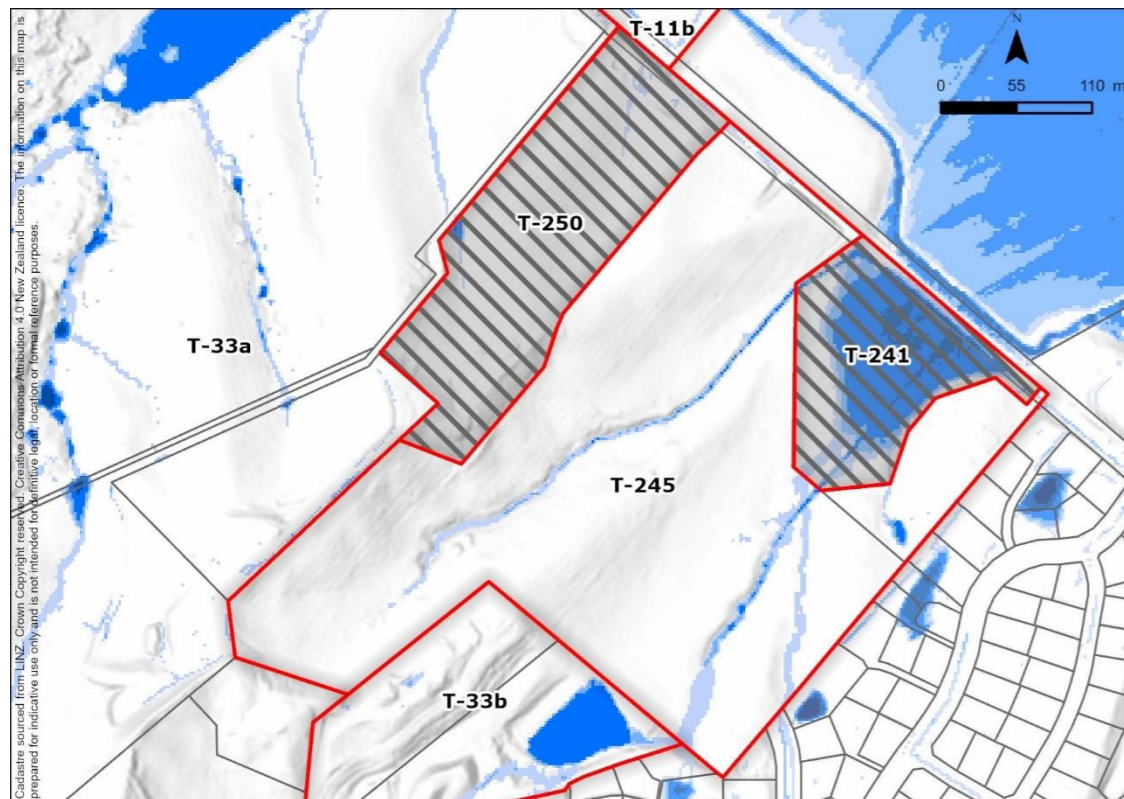 T-11b
N
0 55 110 m
T-250
T-33a
T-241
T-245
T-33b
Cadastre sourced from LINZ. Crown Copyright reserved. Creative Commons Attribution 4.0 New Zealand licence. The information on this map is
prepared for indicative use only and is not intended for definitive legal, location or formal reference purposes.